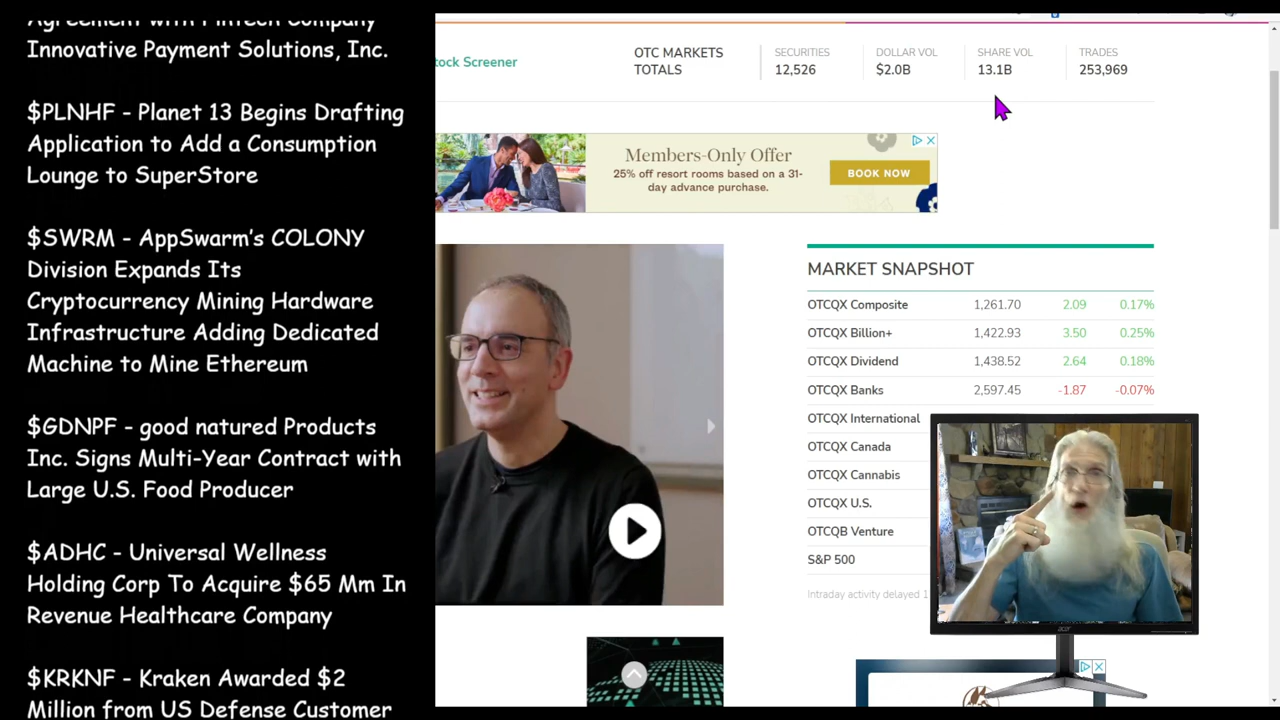 Agreement with FinTech Company
Innovative Payment Solutions, Inc.
$PLNHF - Planet 13 Begins Drafting
Application to Add a Consumption
Lounge to SuperStore
$SWRM - AppSwarm's COLONY
Division Expands Its
Cryptocurrency Mining Hardware
Infrastructure Adding Dedicated
Machine to Mine Ethereum
$GDNPF - good natured Products
Inc. Signs Multi-Year Contract with
Large U.S. Food Producer
$ADHC - Universal Wellness
Holding Corp To Acquire $65 Mm In
Revenue Healthcare Company
$KRKNF - Kraken Awarded $2
Million from US Defense Customer
tock Screener
OTC MARKETS
TOTALS
SECURITIES
12,526
DOLLAR VOL
$2.0B
SHARE VOL
13.1B
TRADES
253,969
Members-Only Offer
25% off resort rooms based on a 31-
day advance purchase.
BOOK NOW
MARKET SNAPSHOT
OTCQX Composite 1,261.70 2.09 0.17%
OTCQX Billion+ 1,422.93 3.50 0.25%
OTCQX Dividend 1,438.52 2.64 0.18%
OTCQX Banks 2,597.45 -1.87 -0.07%
OTCQX International
OTCQX Canada
OTCQX Cannabis
OTCQX U.S.
OTCQB Venture
S&P 500
Intraday activity delayed 1
acer